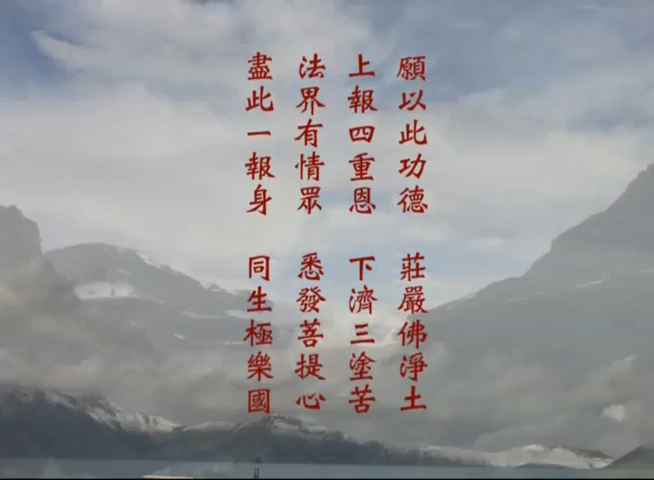 願以此功德 莊嚴佛淨土
上報四重恩 下濟三塗苦
法界有情眾 悉發菩提心
盡此一報身 同生極樂國